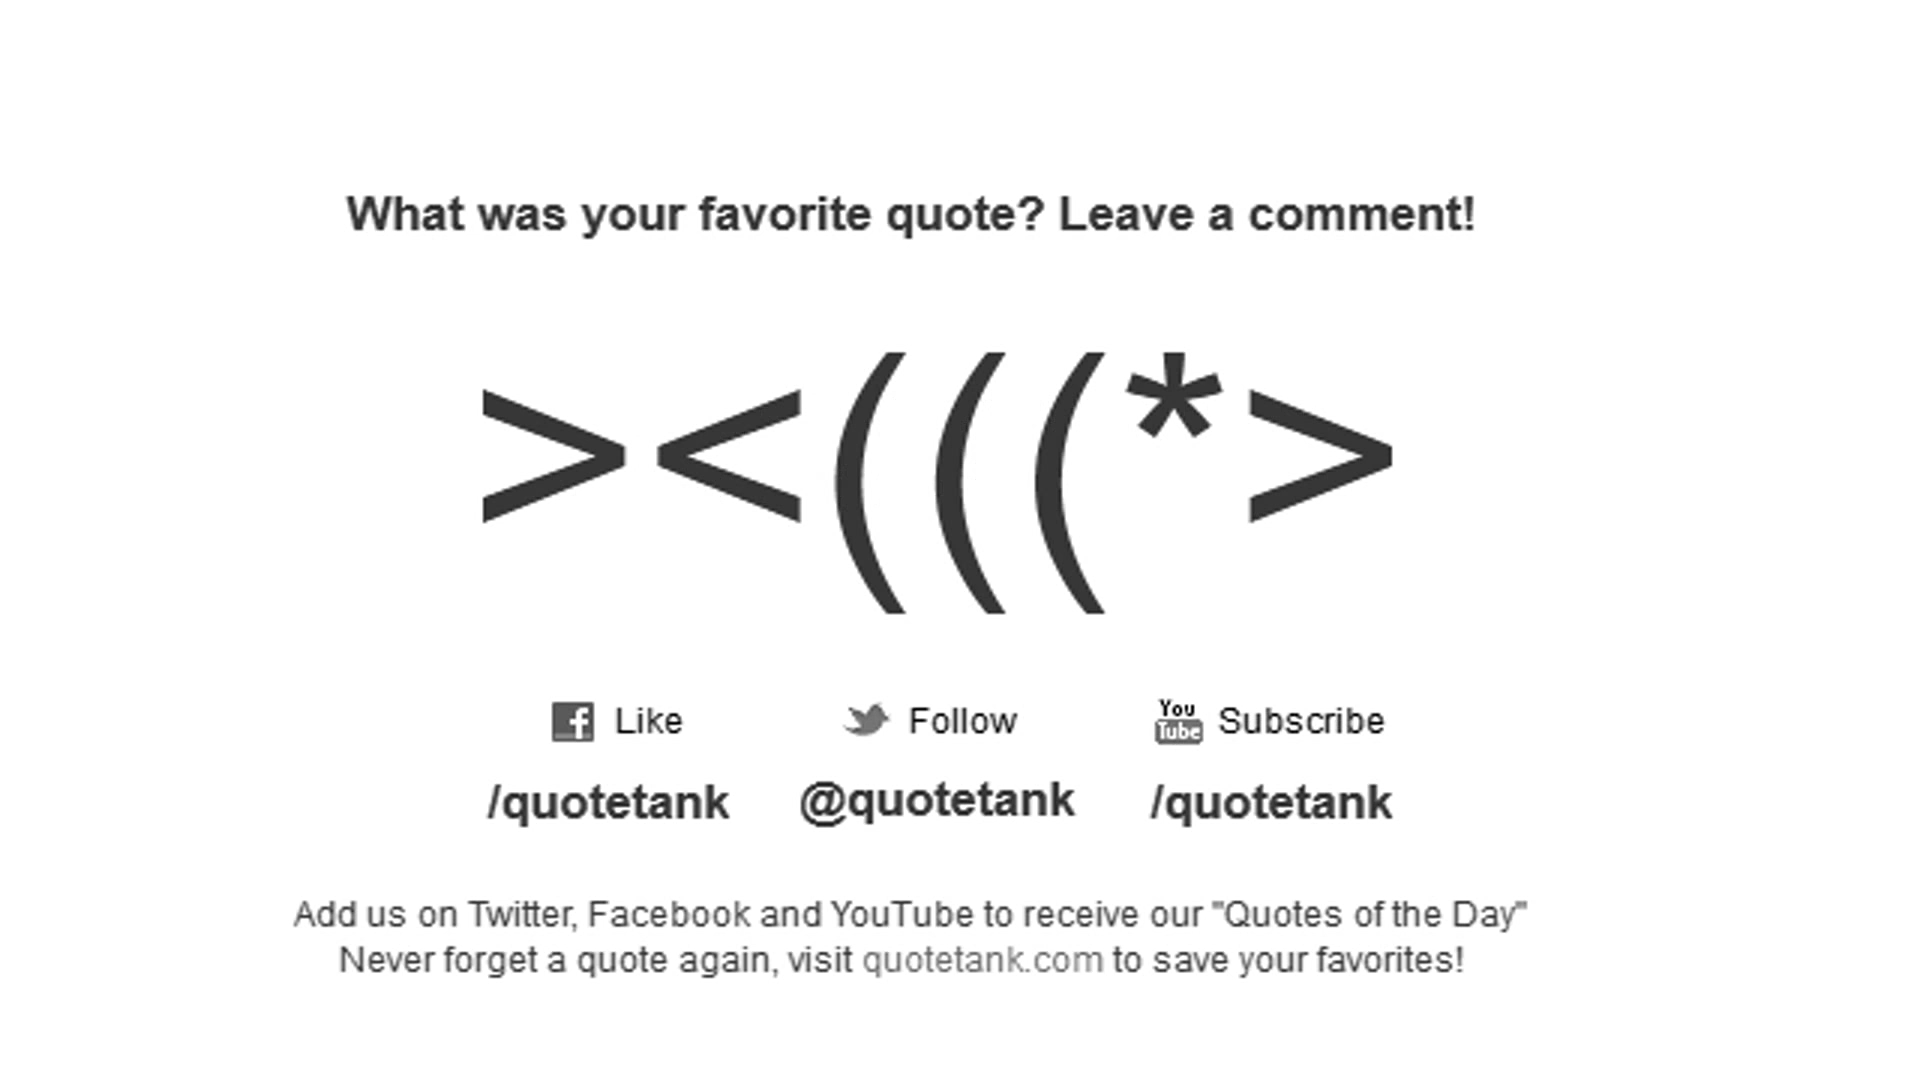 What was your favorite quote? Leave a comment!
><(((*>
f Like Follow You Tube Subscribe
/quotetank @quotetank /quotetank
Add us on Twitter, Facebook and YouTube to receive our "Quotes of the Day"
Never forget a quote again, visit quotetank.com to save your favorites!